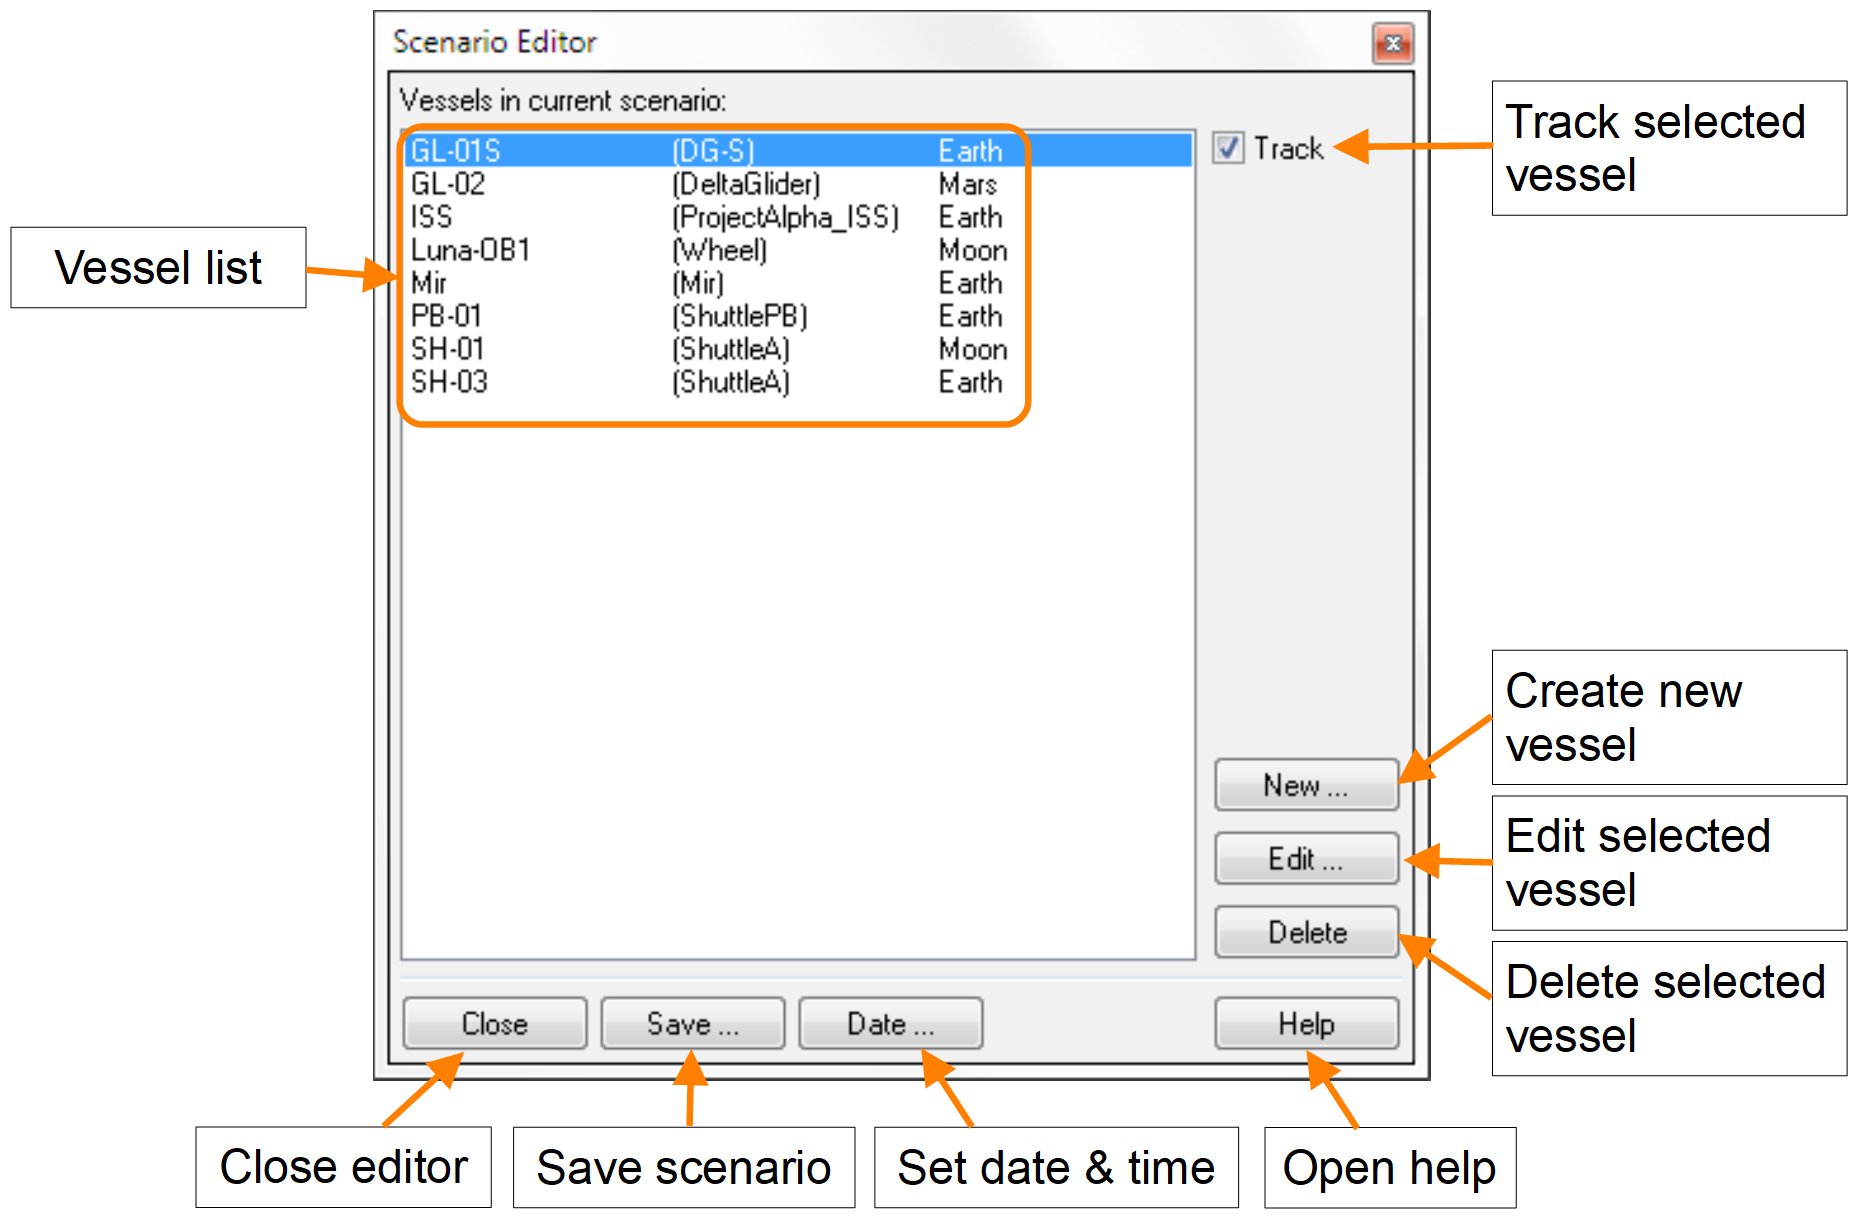 Scenario Editor
Vessels in current scenario:
GL-01S (DG-S) Earth
GL-02 (DeltaGlider) Mars
ISS (ProjectAlpha_ISS) Earth
Luna-OB1 (Wheel) Moon
Mir (Mir) Earth
PB-01 (ShuttlePB) Earth
SH-01 (ShuttleA) Moon
SH-03 (ShuttleA) Earth
Track
Track selected
vessel
Vessel list
New ...
Create new
vessel
Edit ...
Edit selected
vessel
Delete
Delete selected
vessel
Close
Save ...
Date ...
Help
Close editor
Save scenario
Set date & time
Open help